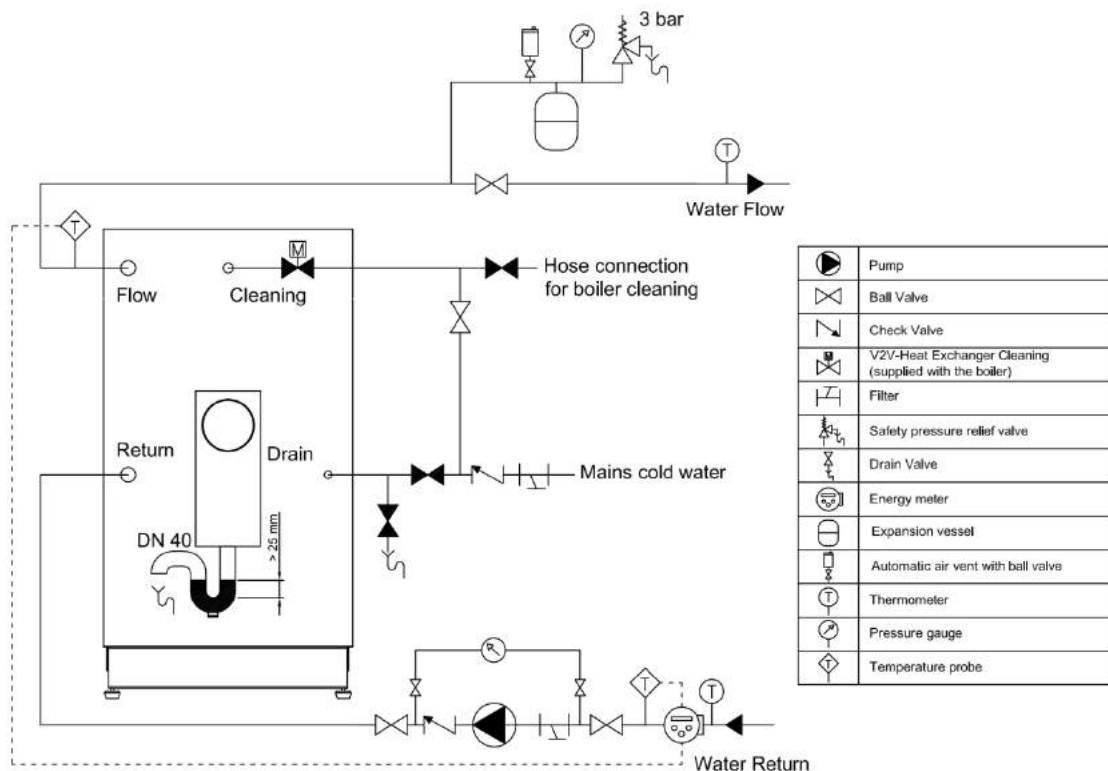 3 bar
T
Water Flow
T
M
Flow
Cleaning
Hose connection
for boiler cleaning
Return
Drain
Mains cold water
DN 40
> 25 mm
T
T
Water Return
Pump
Ball Valve
Check Valve
M
V2V-Heat Exchanger Cleaning
(supplied with the boiler)
Filter
Safety pressure relief valve
Drain Valve
Energy meter
Expansion vessel
Automatic air vent with ball valve
T
Thermometer
Pressure gauge
T
Temperature probe